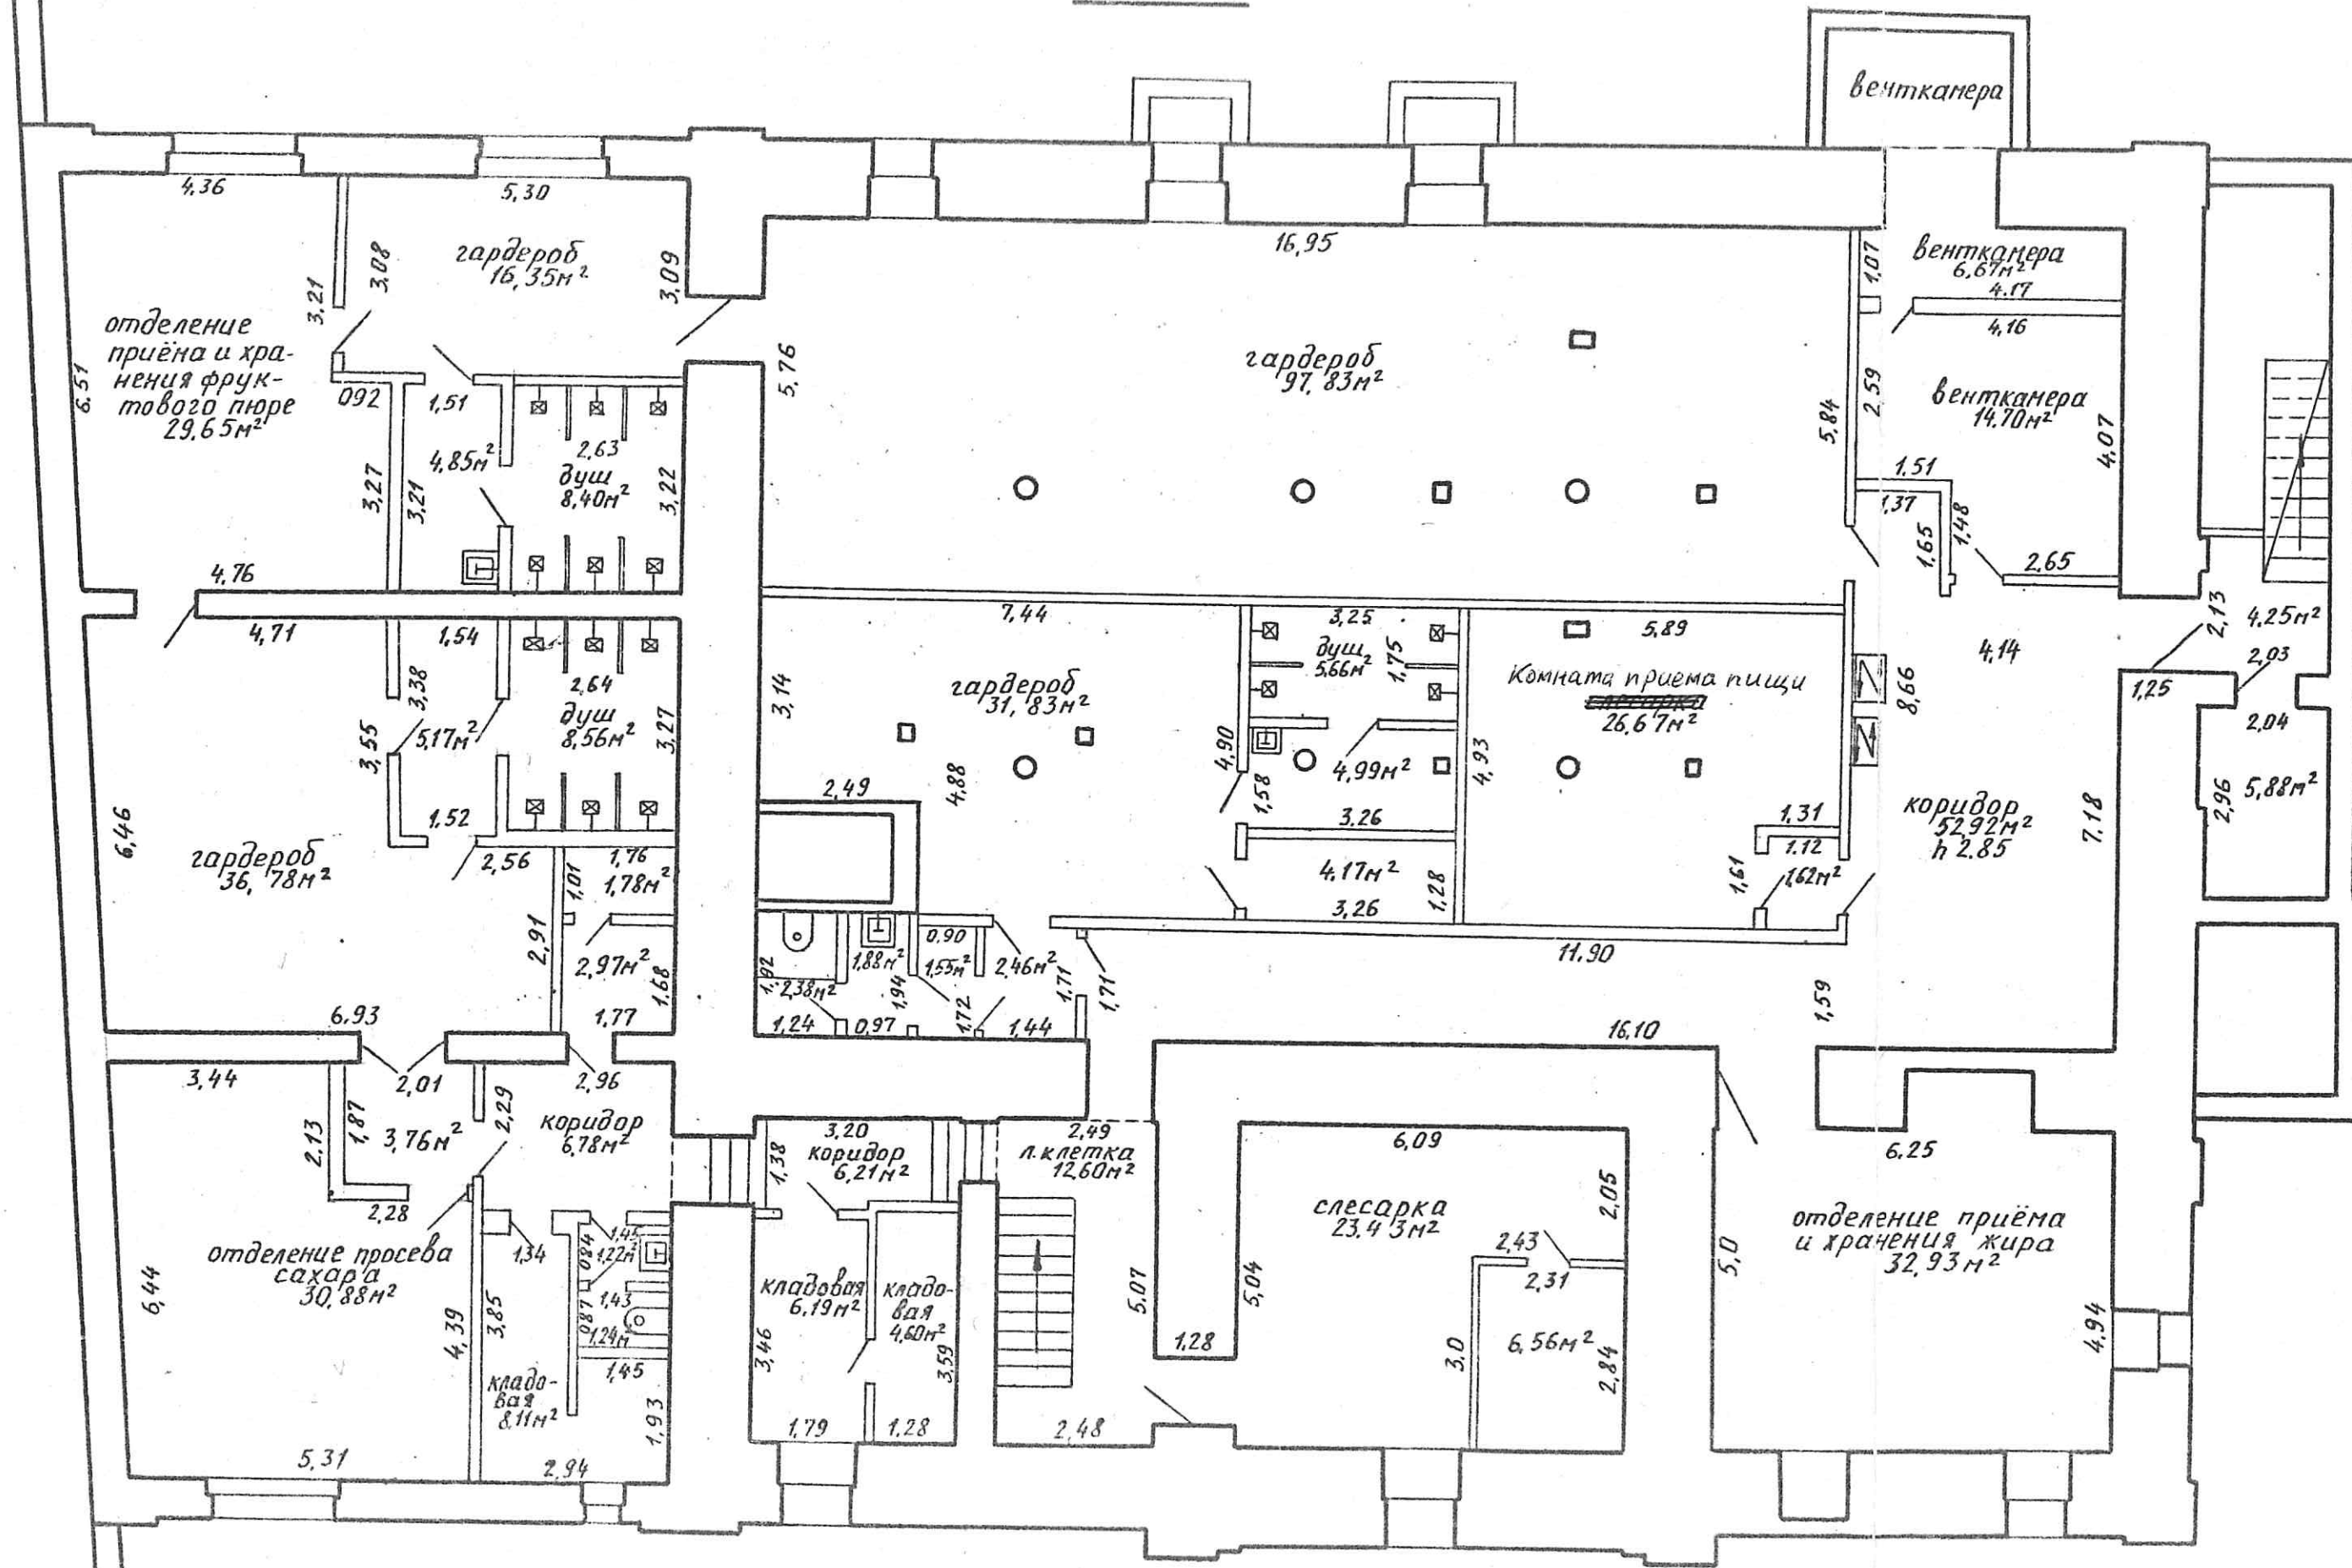 венткамера
4,36
5,30
16,95
гардероб
16,35м²
3,08
3,09
3,21
1,07
венткамера
6,67м²
4.17
4,16
отделение
приёма и хра-
нения фрук-
тового пюре
29,65м²
6,51
092
1,51
5,76
гардероб
97,83м²
5,84
2,59
венткамера
14.70м²
4,07
4,85м²
2,63
душ
8,40м²
3,27
3,21
3,22
1.51
1,37
1,65
1,48
2,65
4,76
4,71
1,54
7,44
3,25
5,89
2,13
4,25м²
4,14
2,03
1,25
3,38
2,64
душ
8,56м²
3,27
3,55
5,17м²
1,52
3,14
гардероб
31,83м²
душ
5,66м²
1,75
Комната приема пищи
слесарка
26,67м²
8,66
2,04
2,96
5,88м²
4,90
4,99м²
1,58
4,93
2,49
4,88
3,26
1,31
1.12
1,61
1,62м²
коридор
52,92м²
h 2.85
7.18
6,46
гардероб
36,78м²
2,56
1,76
1,78м²
1,01
4.17м²
1,28
3,26
2,91
2,97м²
1.68
0,90
1,88м²
1,55м²
2,46м²
1,92
2,38м²
1,94
1,72
1,71
1,71
11.90
1,59
6.93
1,77
1,24
0,97
1,44
16,10
3,44
2,01
2,96
2,13
1,87
3,76м²
2,29
коридор
6,78м²
3,20
коридор
6,21м²
1,38
2,49
л.клетка
12,60м²
6,09
6,25
2,28
слесарка
23,43м²
2,05
отделение приёма
и хранения жира
32,93м²
5,0
4,94
отделение просева
сахара
30,88м²
6,44
1,34
084
1,22м²
1,43
087
1,24м²
1,45
4,39
3,85
кладовая
6,19м²
кладо-
вая
4,60м²
3,46
3,59
5.07
5,04
1,28
2,43
2,31
3.0
6,56м²
2,84
кладо-
вая
8,11м²
1,93
1,79
1,28
2,48
5,31
2,94